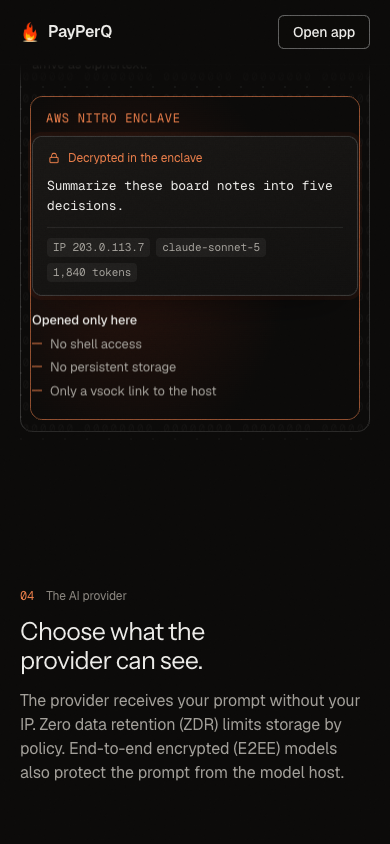 PayPerQ
Open app
AWS NITRO ENCLAVE
Decrypted in the enclave
Summarize these board notes into five
decisions.
IP 203.0.113.7
claude-sonnet-5
1,840 tokens
Opened only here
No shell access
No persistent storage
Only a vsock link to the host
04 The AI provider
Choose what the
provider can see.
The provider receives your prompt without your
IP. Zero data retention (ZDR) limits storage by
policy. End-to-end encrypted (E2EE) models
also protect the prompt from the model host.